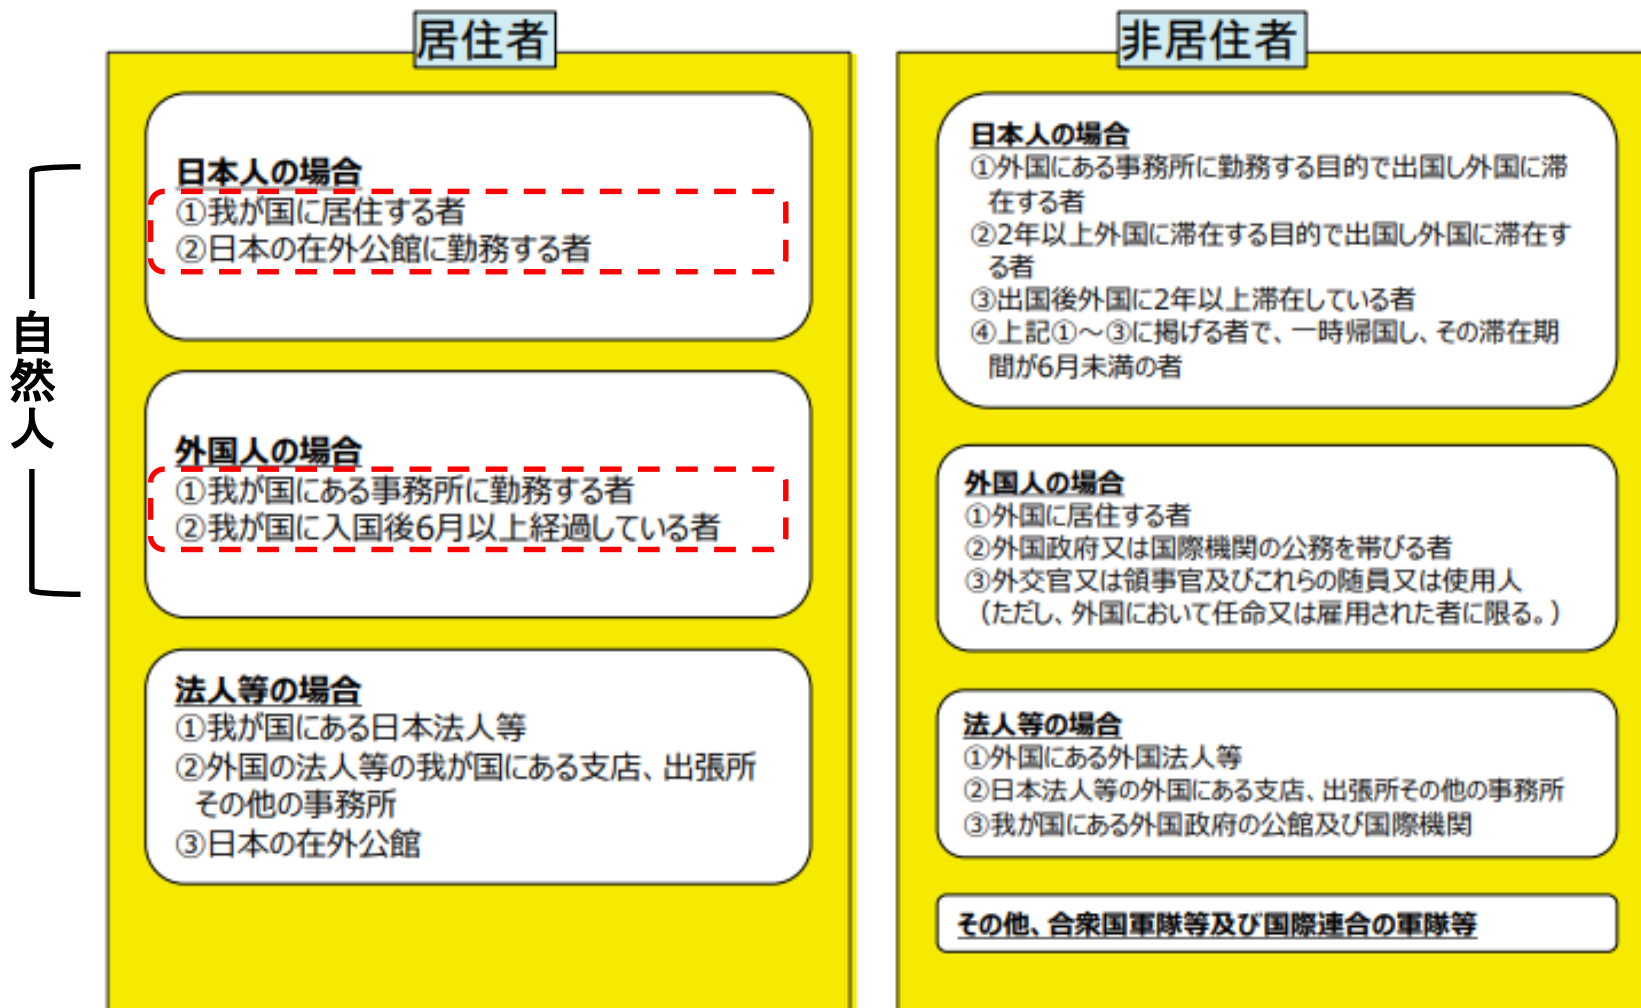 居住者
自然人
日本人の場合
①我が国に居住する者
②日本の在外公館に勤務する者
外国人の場合
①我が国にある事務所に勤務する者
②我が国に入国後6月以上経過している者
法人等の場合
①我が国にある日本法人等
②外国の法人等の我が国にある支店、出張所
その他の事務所
③日本の在外公館
非居住者
日本人の場合
①外国にある事務所に勤務する目的で出国し外国に滞
在する者
②2年以上外国に滞在する目的で出国し外国に滞在す
る者
③出国後外国に2年以上滞在している者
④上記①～③に掲げる者で、一時帰国し、その滞在期
間が6月未満の者
外国人の場合
①外国に居住する者
②外国政府又は国際機関の公務を帯びる者
③外交官又は領事官及びこれらの随員又は使用人
（ただし、外国において任命又は雇用された者に限る。）
法人等の場合
①外国にある外国法人等
②日本法人等の外国にある支店、出張所その他の事務所
③我が国にある外国政府の公館及び国際機関
その他、合衆国軍隊等及び国際連合の軍隊等